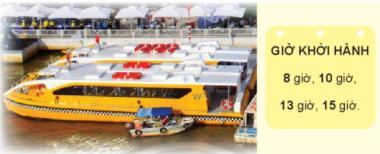 GIỜ KHỞI HÀNH
8 giờ, 10 giờ,
13 giờ, 15 giờ.